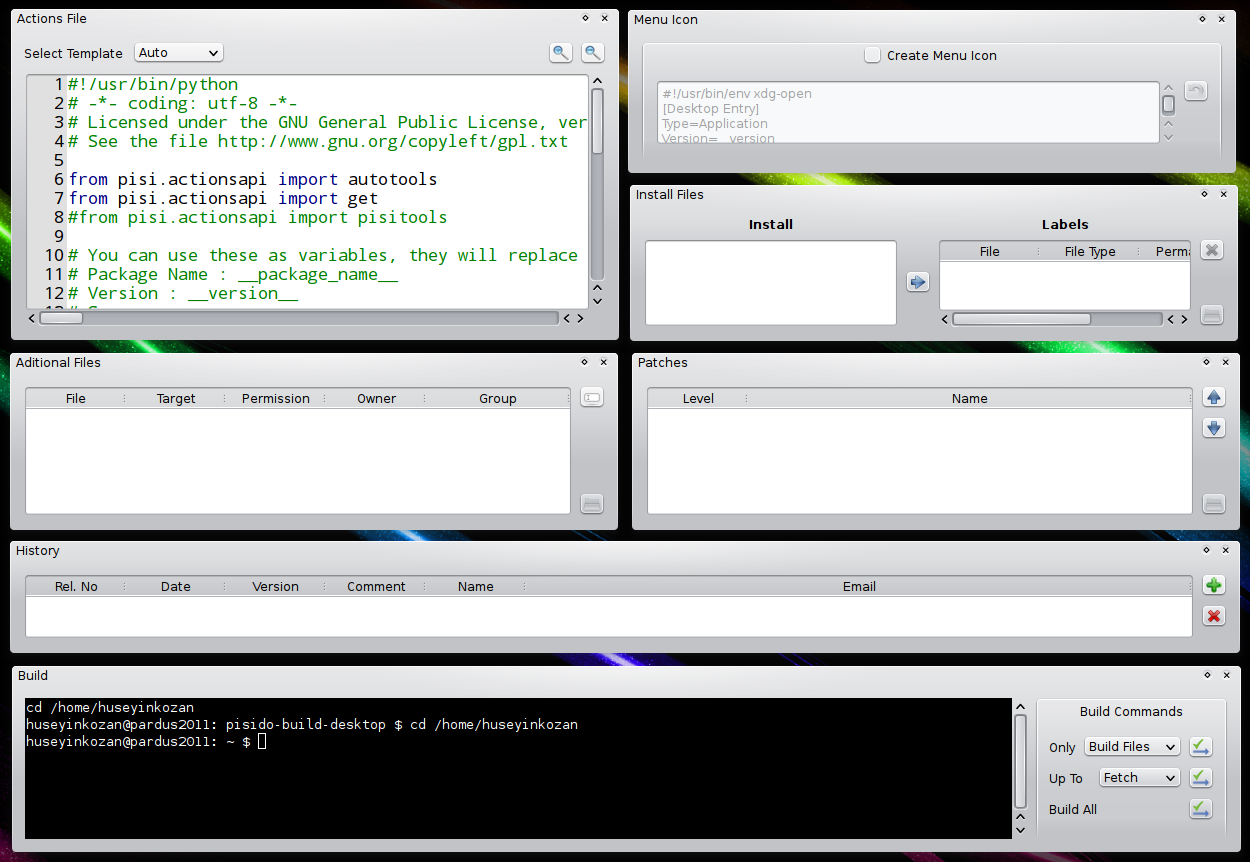 Actions File
Select Template Auto
1 #!/usr/bin/python
2 # -*- coding: utf-8 -*-
3 # Licensed under the GNU General Public License, ver
4 # See the file http://www.gnu.org/copyleft/gpl.txt
5
6 from pisi.actionsapi import autotools
7 from pisi.actionsapi import get
8 #from pisi.actionsapi import pisitools
9
10 # You can use these as variables, they will replace
11 # Package Name : __package_name__
12 # Version : __version__
Menu Icon
Create Menu Icon
#!/usr/bin/env xdg-open
[Desktop Entry]
Type=Application
Version=__version
Install Files
Install
Labels
File File Type Perm
Aditional Files
File Target Permission Owner Group
Patches
Level Name
History
Rel. No Date Version Comment Name Email
Build
cd /home/huseyinkozan
huseyinkozan@pardus2011: pisido-build-desktop $ cd /home/huseyinkozan
huseyinkozan@pardus2011: ~ $
Build Commands
Only Build Files
Up To Fetch
Build All